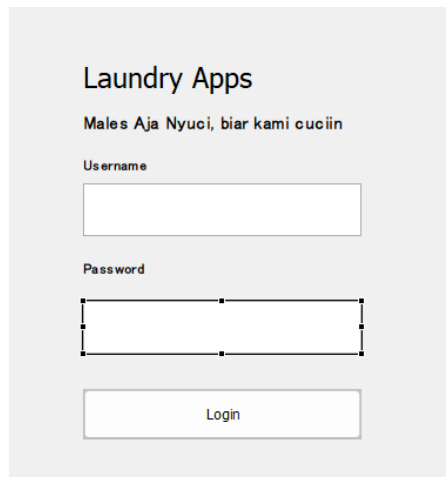 Laundry Apps
Males Aja Nyuci, biar kami cuciin
Username
Password
Login